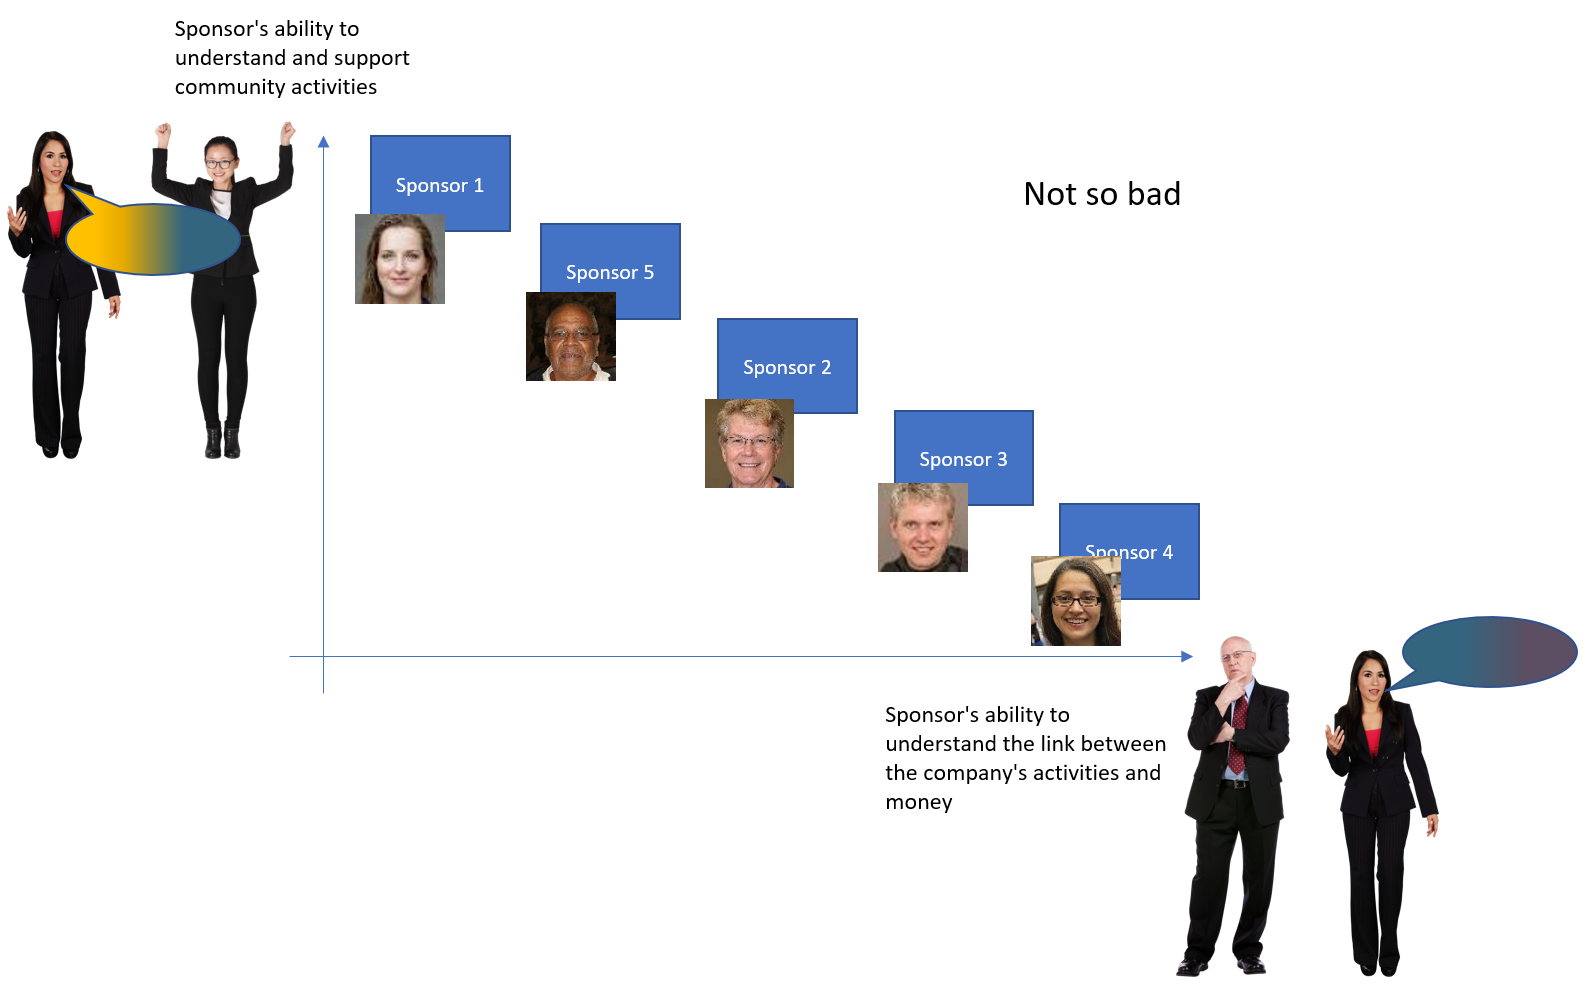 Sponsor's ability to
understand and support
community activities
Sponsor 1
Not so bad
Sponsor 5
Sponsor 2
Sponsor 3
Sponsor 4
Sponsor's ability to
understand the link between
the company's activities and
money